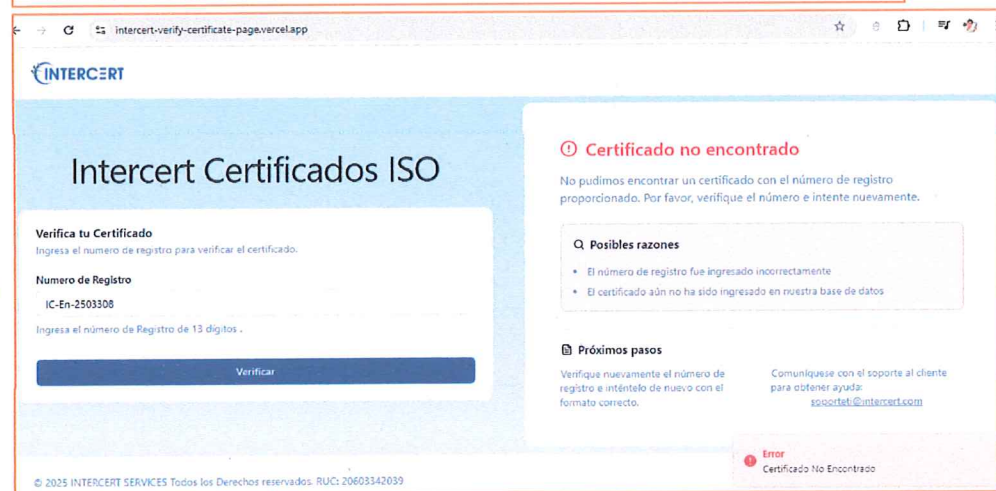 intercert-verify-certificate-page.vercel.app
INTERCERT
Intercert Certificados ISO
Verifica tu Certificado
Ingresa el numero de registro para verificar el certificado.
Numero de Registro
IC-En-2503308
Ingresa el número de Registro de 13 dígitos .
Verificar
Certificado no encontrado
No pudimos encontrar un certificado con el número de registro
proporcionado. Por favor, verifique el número e intente nuevamente.
Posibles razones
• El número de registro fue ingresado incorrectamente
• El certificado aún no ha sido ingresado en nuestra base de datos
Próximos pasos
Verifique nuevamente el número de
registro e inténtelo de nuevo con el
formato correcto.
Comuníquese con el soporte al cliente
para obtener ayuda:
soporteti@intercert.com
Error
Certificado No Encontrado
© 2025 INTERCERT SERVICES Todos los Derechos reservados. RUC: 20603342039